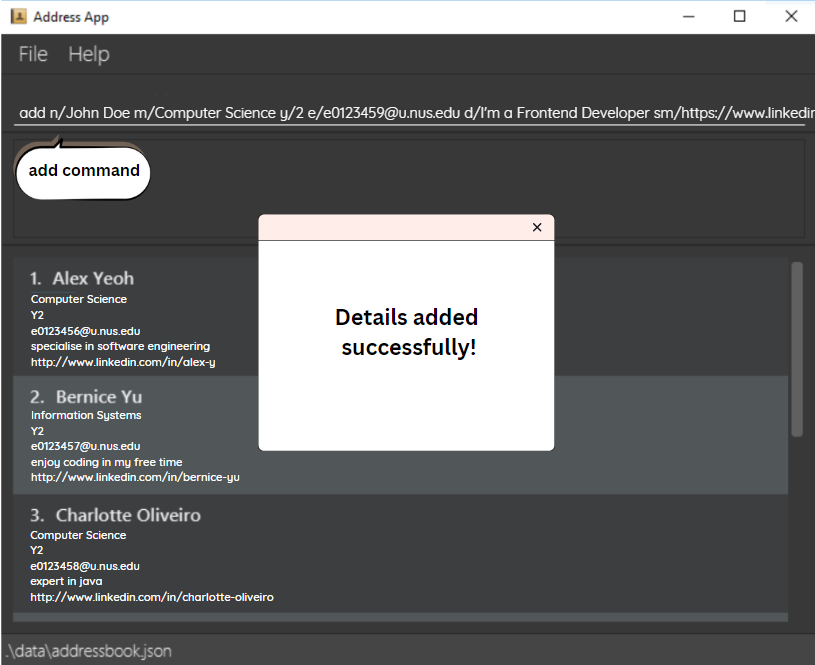 Address App
File Help
add n/John Doe m/Computer Science y/2 e/e0123459@u.nus.edu d/I'm a Frontend Developer sm/https://www.linkedin
add command
Details added
successfully!
1. Alex Yeoh
Computer Science
Y2
e0123456@u.nus.edu
specialise in software engineering
http://www.linkedin.com/in/alex-y
2. Bernice Yu
Information Systems
Y2
e0123457@u.nus.edu
enjoy coding in my free time
http://www.linkedin.com/in/bernice-yu
3. Charlotte Oliveiro
Computer Science
Y2
e0123458@u.nus.edu
expert in java
http://www.linkedin.com/in/charlotte-oliveiro
.\data\addressbook.json